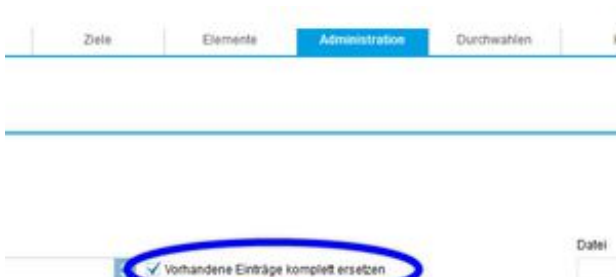 Ziele Elemente Administration Durchwahlen
Datei
Vorhandene Einträge komplett ersetzen